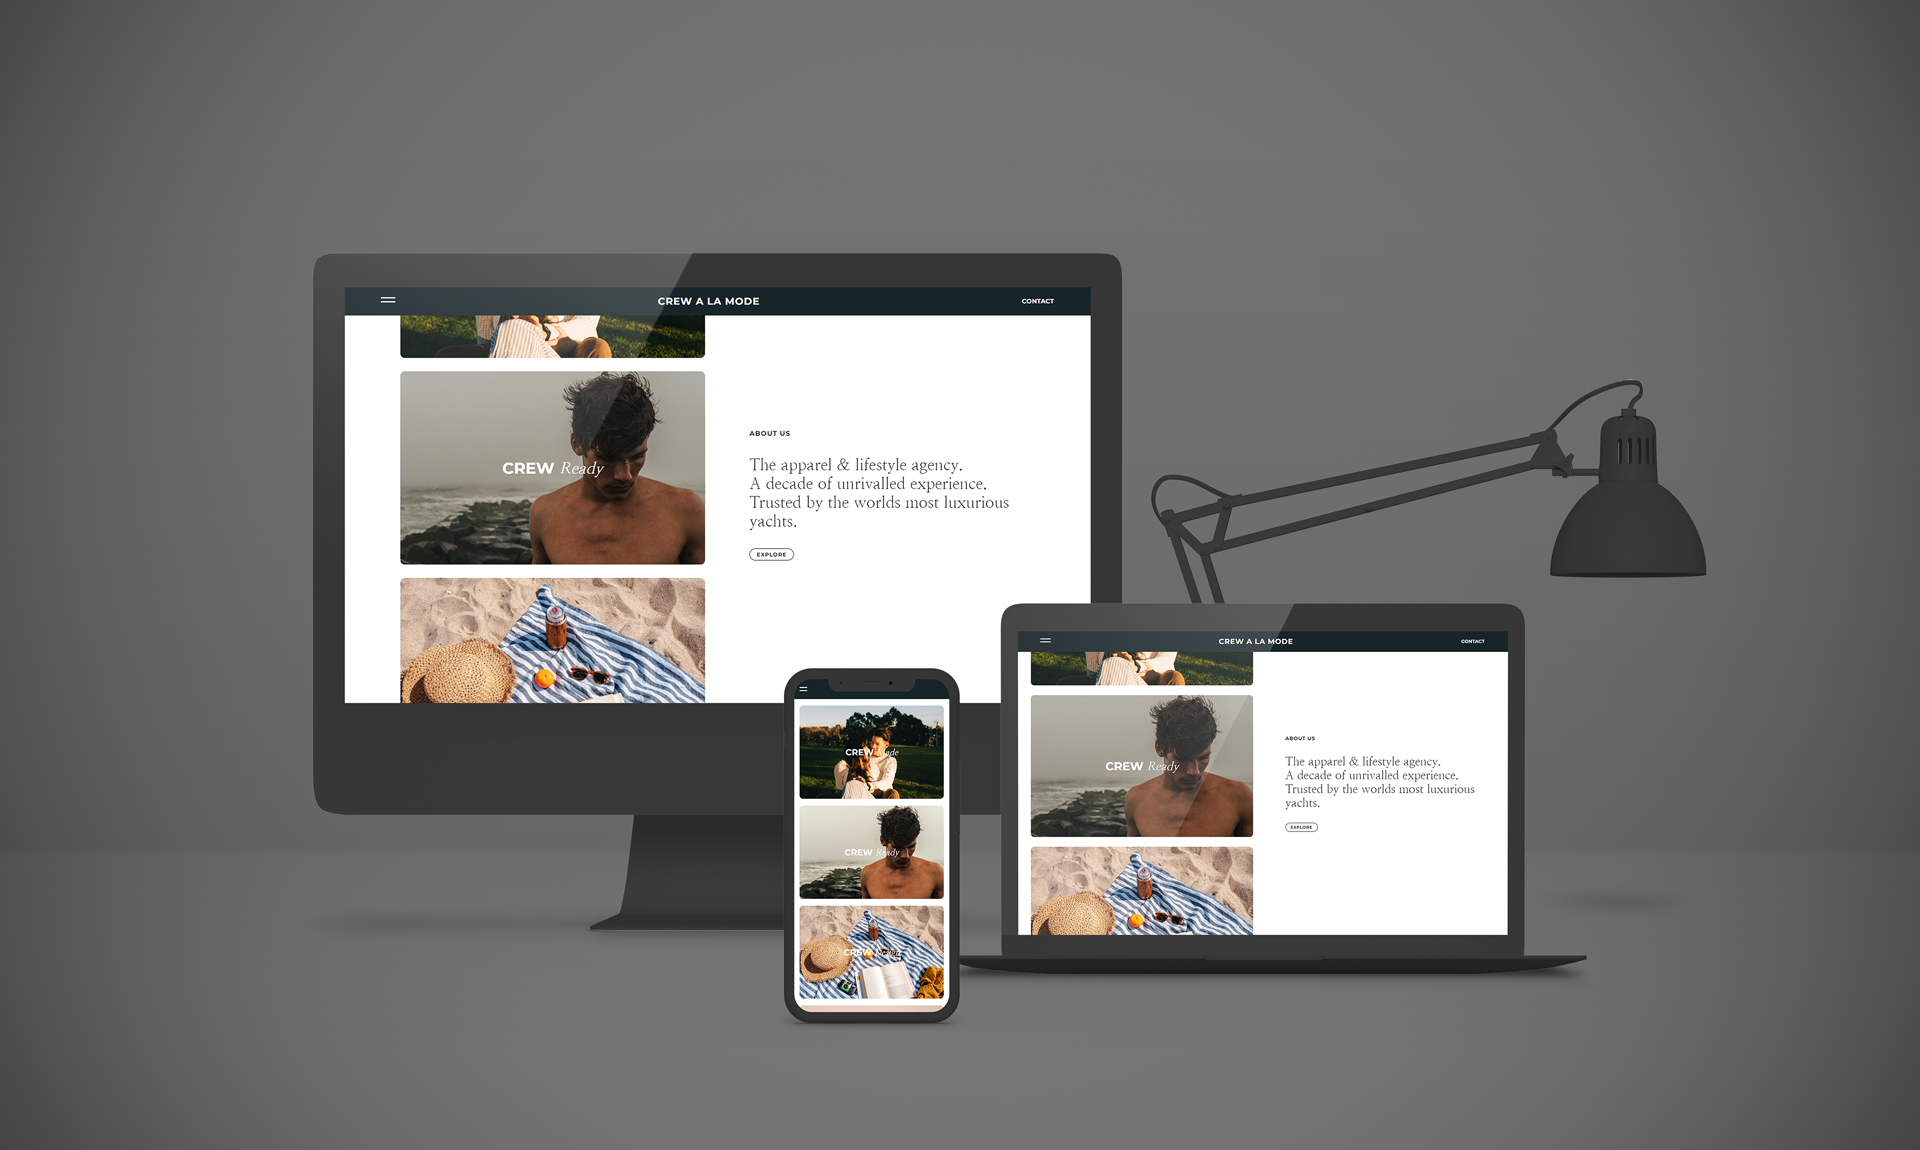 CREW A LA MODE
CONTACT
CREW Ready
ABOUT US
The apparel & lifestyle agency.
A decade of unrivalled experience.
Trusted by the worlds most luxurious
yachts.
EXPLORE
CREW Made
CREW Ready
CREW
CREW A LA MODE
CONTACT
CREW Ready
ABOUT US
The apparel & lifestyle agency.
A decade of unrivalled experience.
Trusted by the worlds most luxurious
yachts.
EXPLORE